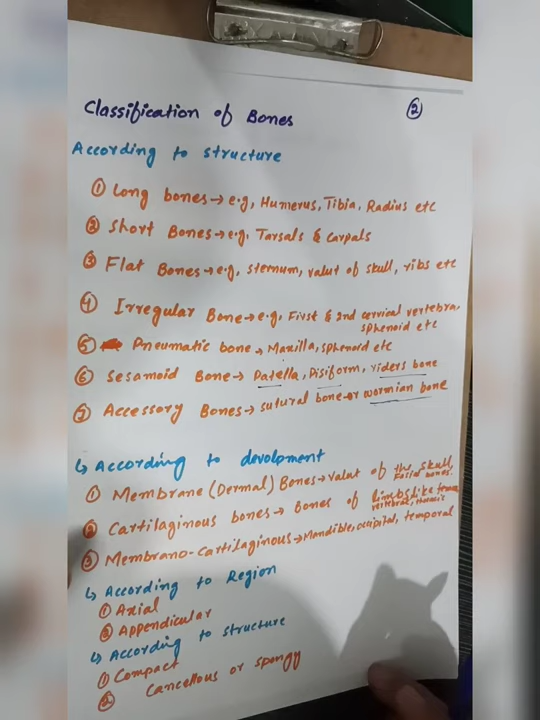 Classification of Bones
②
According to structure
① Long bones → e.g, Humerus, Tibia, Radius etc
② Short Bones → e.g. Tarsals & Carpals
③ Flat Bones → e.g, sternum, valut of skull, ribs etc
④ Irregular Bone → e.g, First & 2nd cervical vertebra,
sphenoid etc
⑤ Pneumatic bone → Maxilla, sphenoid etc
⑥ Sesamoid Bone → Patella, Pisiform, riders bone
⑦ Accessory Bones → sutural bone or wormian bone
↳ According to devolpment
① Membrane (Dermal) Bones → valut of the skull,
Facial bones.
② Cartilaginous bones → Bones of limbs like femur,
vertebral, thoracic
③ Membrano-Cartilaginous → Mandible, occipital, temporal
↳ According to Region
① Axial
② Appendicular
↳ According to structure
① Compact
② Cancellous or spongy